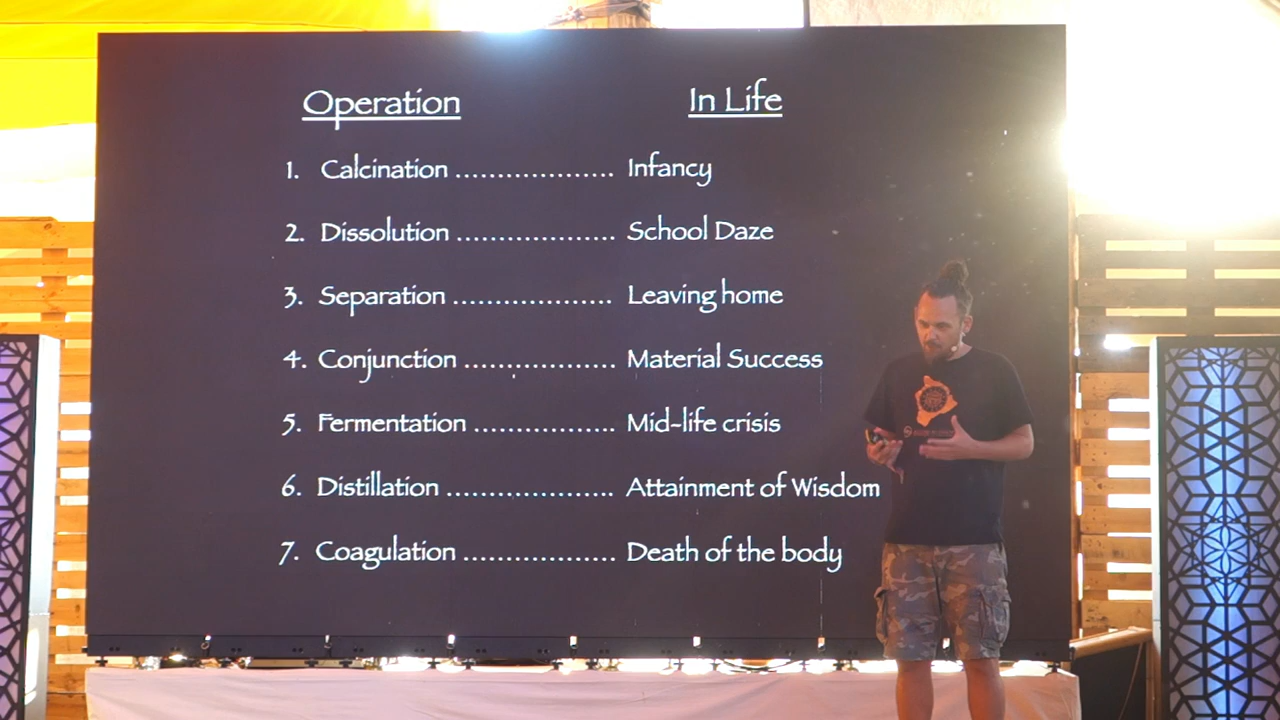 Operation In Life
1. Calcination ................... Infancy
2. Dissolution ................... School Daze
3. Separation ................... Leaving home
4. Conjunction .................. Material Success
5. Fermentation ................. Mid-life crisis
6. Distillation .................... Attainment of Wisdom
7. Coagulation .................. Death of the body